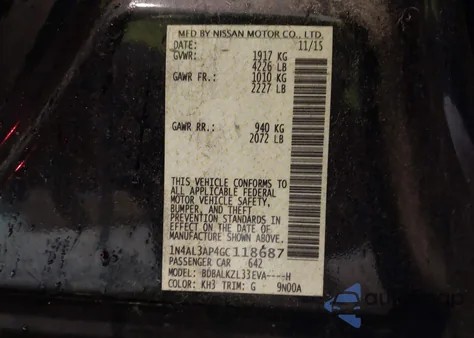 MFD BY NISSAN MOTOR CO., LTD.
DATE: 11/15
GVWR: 1917 KG
4226 LB
GAWR FR.: 1010 KG
2227 LB
GAWR RR.: 940 KG
2072 LB
THIS VEHICLE CONFORMS TO
ALL APPLICABLE FEDERAL
MOTOR VEHICLE SAFETY,
BUMPER, AND THEFT
PREVENTION STANDARDS IN
EFFECT ON THE DATE OF
MANUFACTURE SHOWN ABOVE.
1N4AL3AP4GC118687
PASSENGER CAR 642
MODEL: BDBALKZL33EVA----H
COLOR: KH3 TRIM: G 9N00A